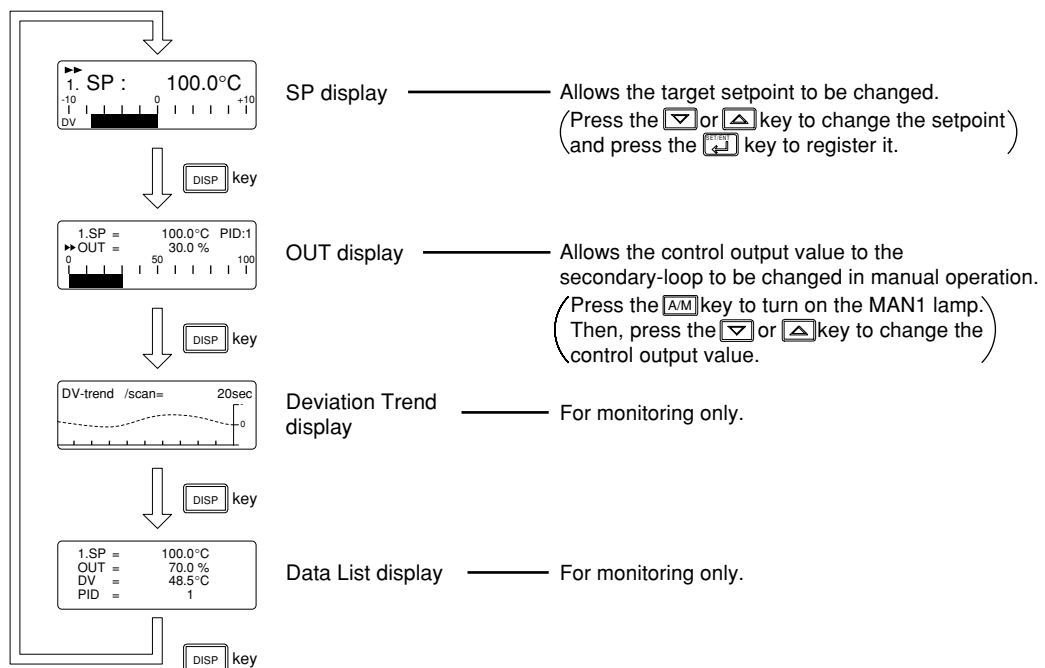 ▶▶
1. SP : 100.0°C
-10 0 +10
DV
SP display
Allows the target setpoint to be changed.
(Press the ▽ or △ key to change the setpoint
and press the SET/ENT key to register it.)
DISP key
1.SP = 100.0°C PID:1
▶▶OUT = 30.0 %
0 50 100
OUT display
Allows the control output value to the
secondary-loop to be changed in manual operation.
(Press the A/M key to turn on the MAN1 lamp.
Then, press the ▽ or △ key to change the
control output value.)
DISP key
DV-trend /scan= 20sec
-
0
Deviation Trend
display
For monitoring only.
DISP key
1.SP = 100.0°C
OUT = 70.0 %
DV = 48.5°C
PID = 1
Data List display
For monitoring only.
DISP key